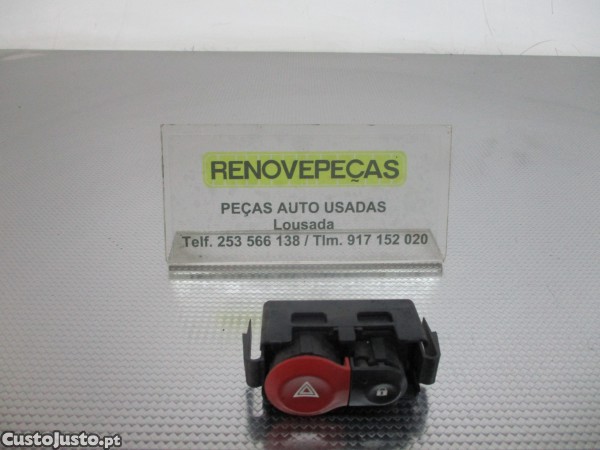 RENOVEPEÇAS
PEÇAS AUTO USADAS
Lousada
Telf. 253 566 138 / Tlm. 917 152 020
CustoJusto.pt